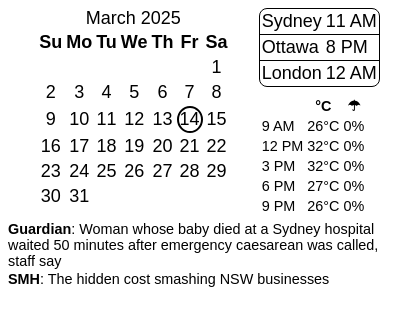 March 2025
Su Mo Tu We Th Fr Sa
1
2 3 4 5 6 7 8
9 10 11 12 13 14 15
16 17 18 19 20 21 22
23 24 25 26 27 28 29
30 31
Sydney 11 AM
Ottawa 8 PM
London 12 AM
°C ☂
9 AM 26°C 0%
12 PM 32°C 0%
3 PM 32°C 0%
6 PM 27°C 0%
9 PM 26°C 0%
Guardian: Woman whose baby died at a Sydney hospital
waited 50 minutes after emergency caesarean was called,
staff say
SMH: The hidden cost smashing NSW businesses